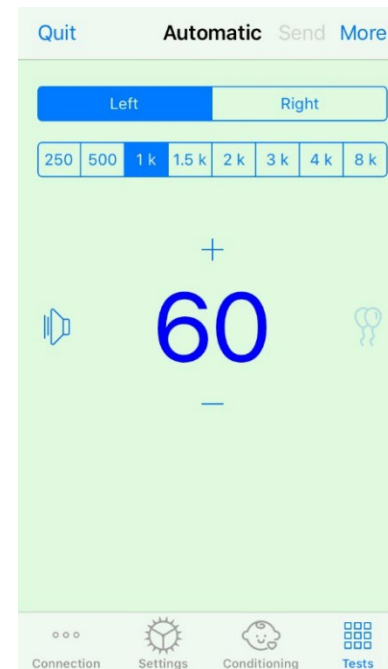 Quit Automatic Send More
Left Right
250 500 1 k 1.5 k 2 k 3 k 4 k 8 k
+
60
—
Connection Settings Conditioning Tests